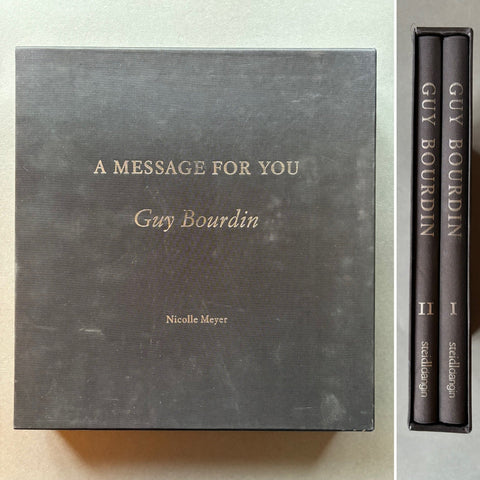 A MESSAGE FOR YOU
Guy Bourdin
Nicolle Meyer
GUY BOURDIN II steidldangin
GUY BOURDIN I steidldangin